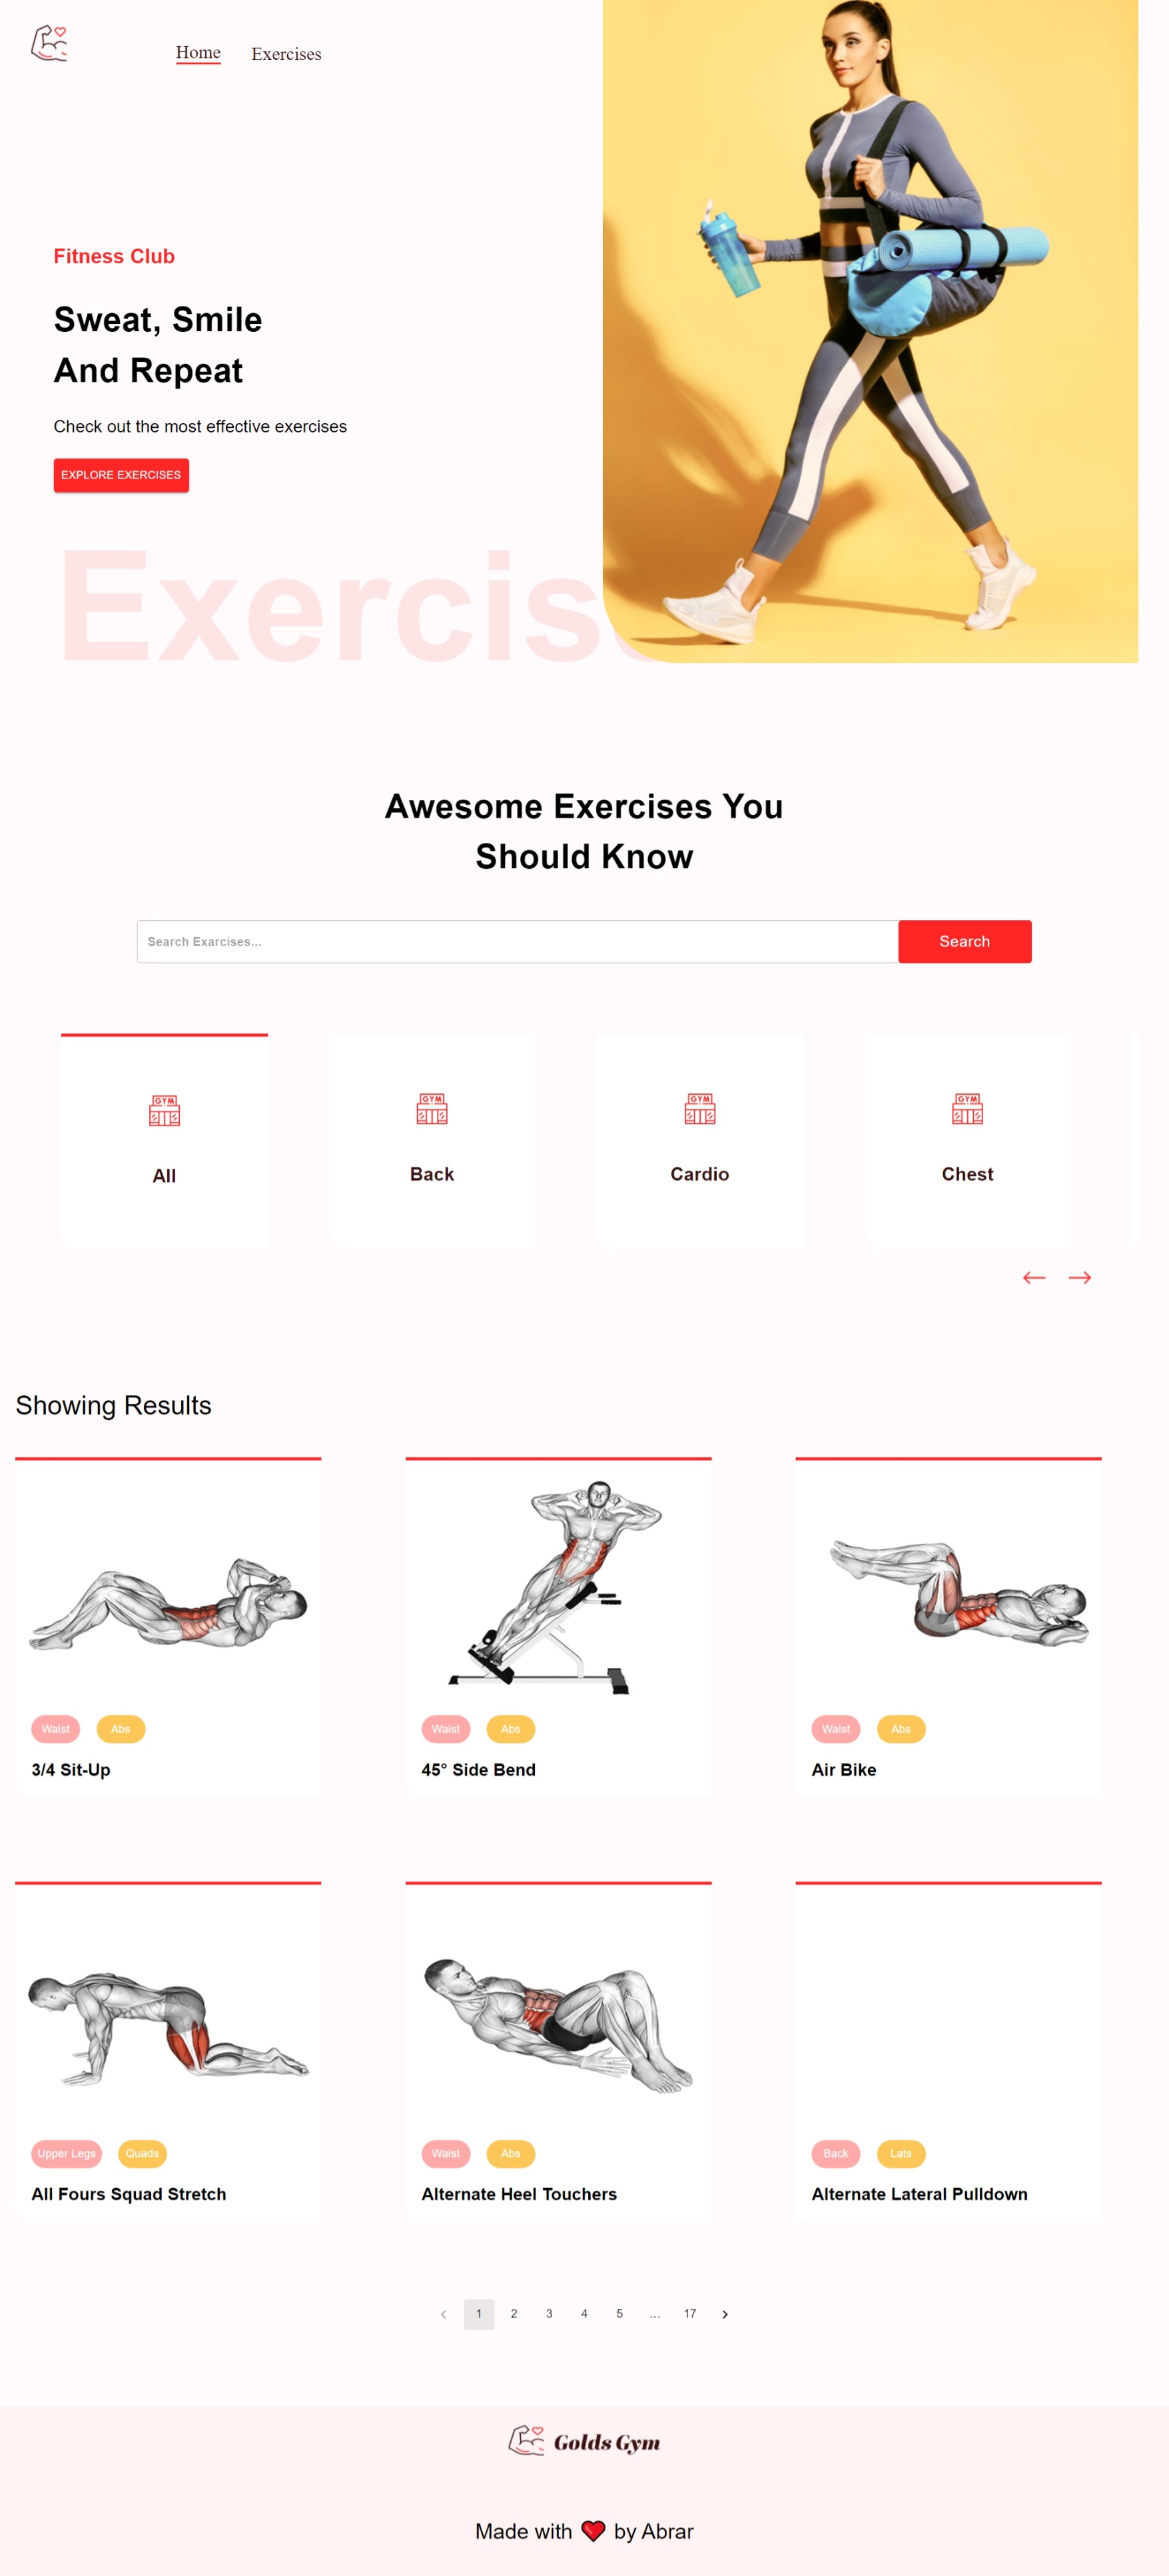 Home
Exercises
Fitness Club
Sweat, Smile
And Repeat
Check out the most effective exercises
EXPLORE EXERCISES
Exercis
Awesome Exercises You
Should Know
Search Exarcises...
Search
GYM
All
GYM
Back
GYM
Cardio
GYM
Chest
Showing Results
Waist
Abs
3/4 Sit-Up
Waist
Abs
45° Side Bend
Waist
Abs
Air Bike
Upper Legs
Quads
All Fours Squad Stretch
Waist
Abs
Alternate Heel Touchers
Back
Lats
Alternate Lateral Pulldown
1 2 3 4 5 ... 17
Golds Gym
Made with ❤️ by Abrar